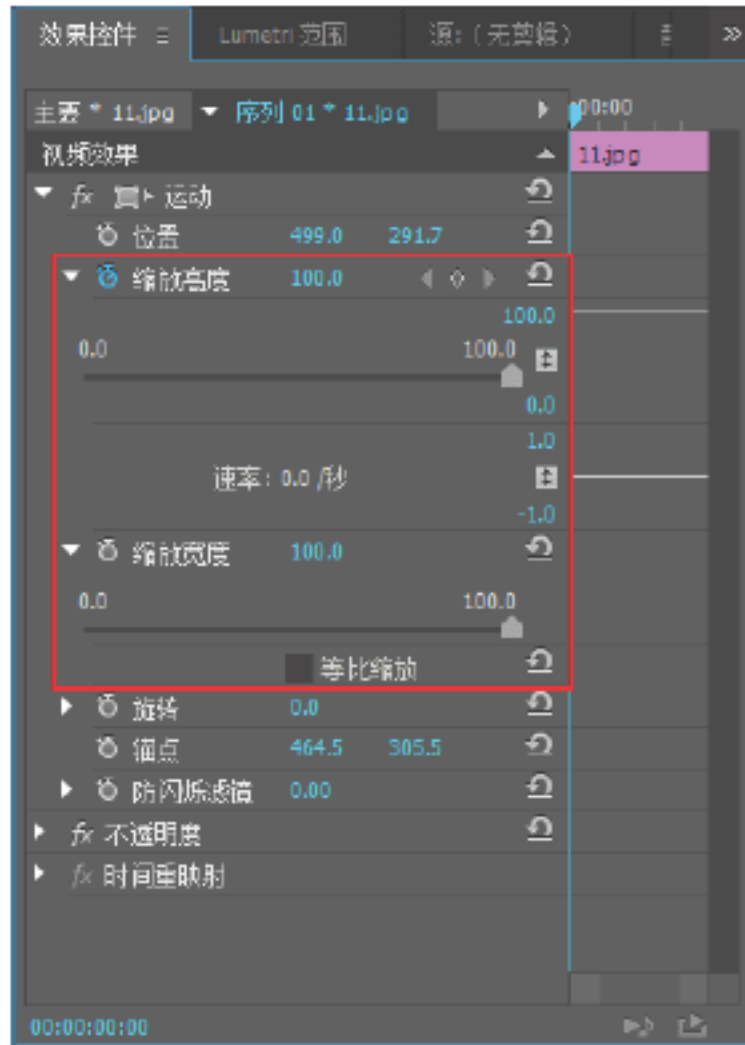 效果控件 Lumetri 范围 源:(无剪辑)
主要 * 11.jpg 序列 01 * 11.jpg 00:00
视频效果 11.jpg
fx 运动
位置 499.0 291.7
缩放高度 100.0
100.0
0.0 100.0
0.0
1.0
速率: 0.0 /秒
-1.0
缩放宽度 100.0
0.0 100.0
等比缩放
旋转 0.0
锚点 464.5 305.5
防闪烁滤镜 0.00
fx 不透明度
fx 时间重映射
00:00:00:00